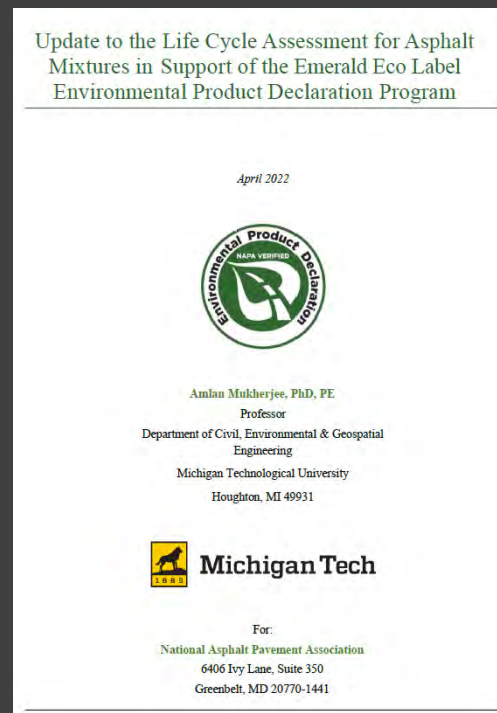 Update to the Life Cycle Assessment for Asphalt
Mixtures in Support of the Emerald Eco Label
Environmental Product Declaration Program
April 2022
Environmental Product Declaration
NAPA VERIFIED
Amlan Mukherjee, PhD, PE
Professor
Department of Civil, Environmental & Geospatial
Engineering
Michigan Technological University
Houghton, MI 49931
1885
Michigan Tech
For:
National Asphalt Pavement Association
6406 Ivy Lane, Suite 350
Greenbelt, MD 20770-1441